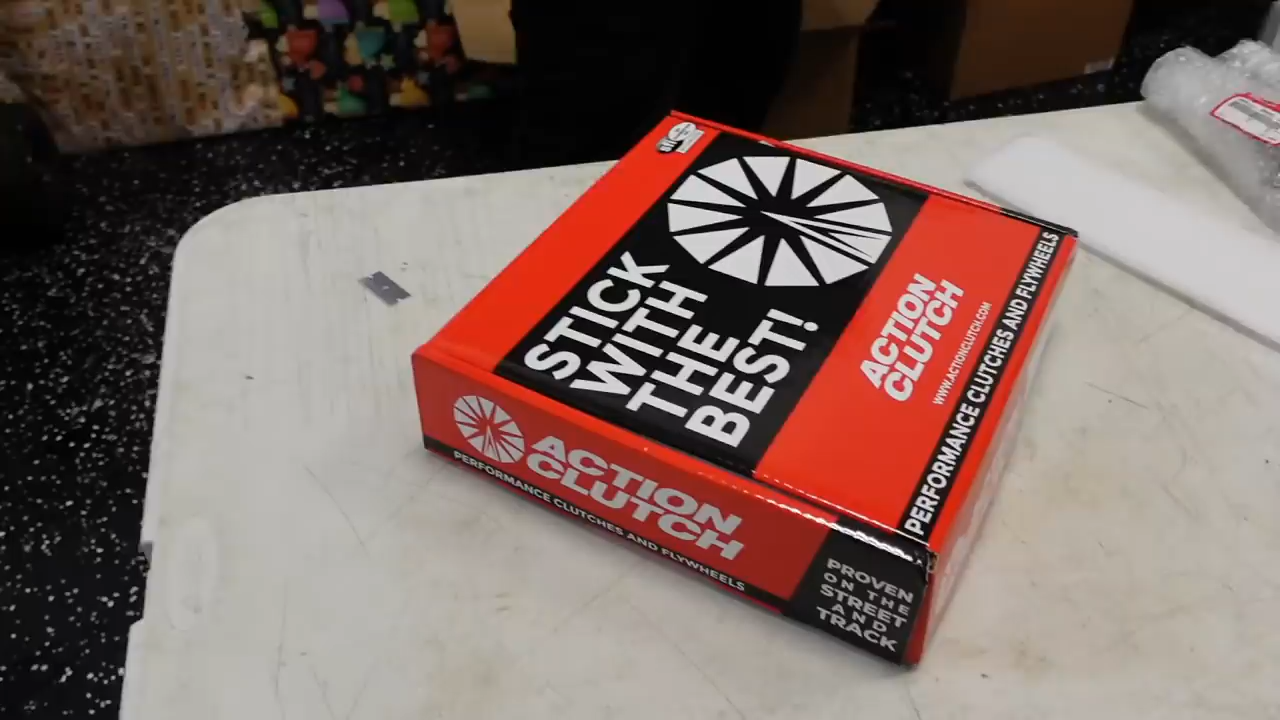 STICK
WITH
THE
BEST!
ACTION
CLUTCH
WWW.ACTIONCLUTCH.COM
PERFORMANCE CLUTCHES AND FLYWHEELS
ACTION
CLUTCH
PERFORMANCE CLUTCHES AND FLYWHEELS
PROVEN
ON THE
STREET
AND
TRACK